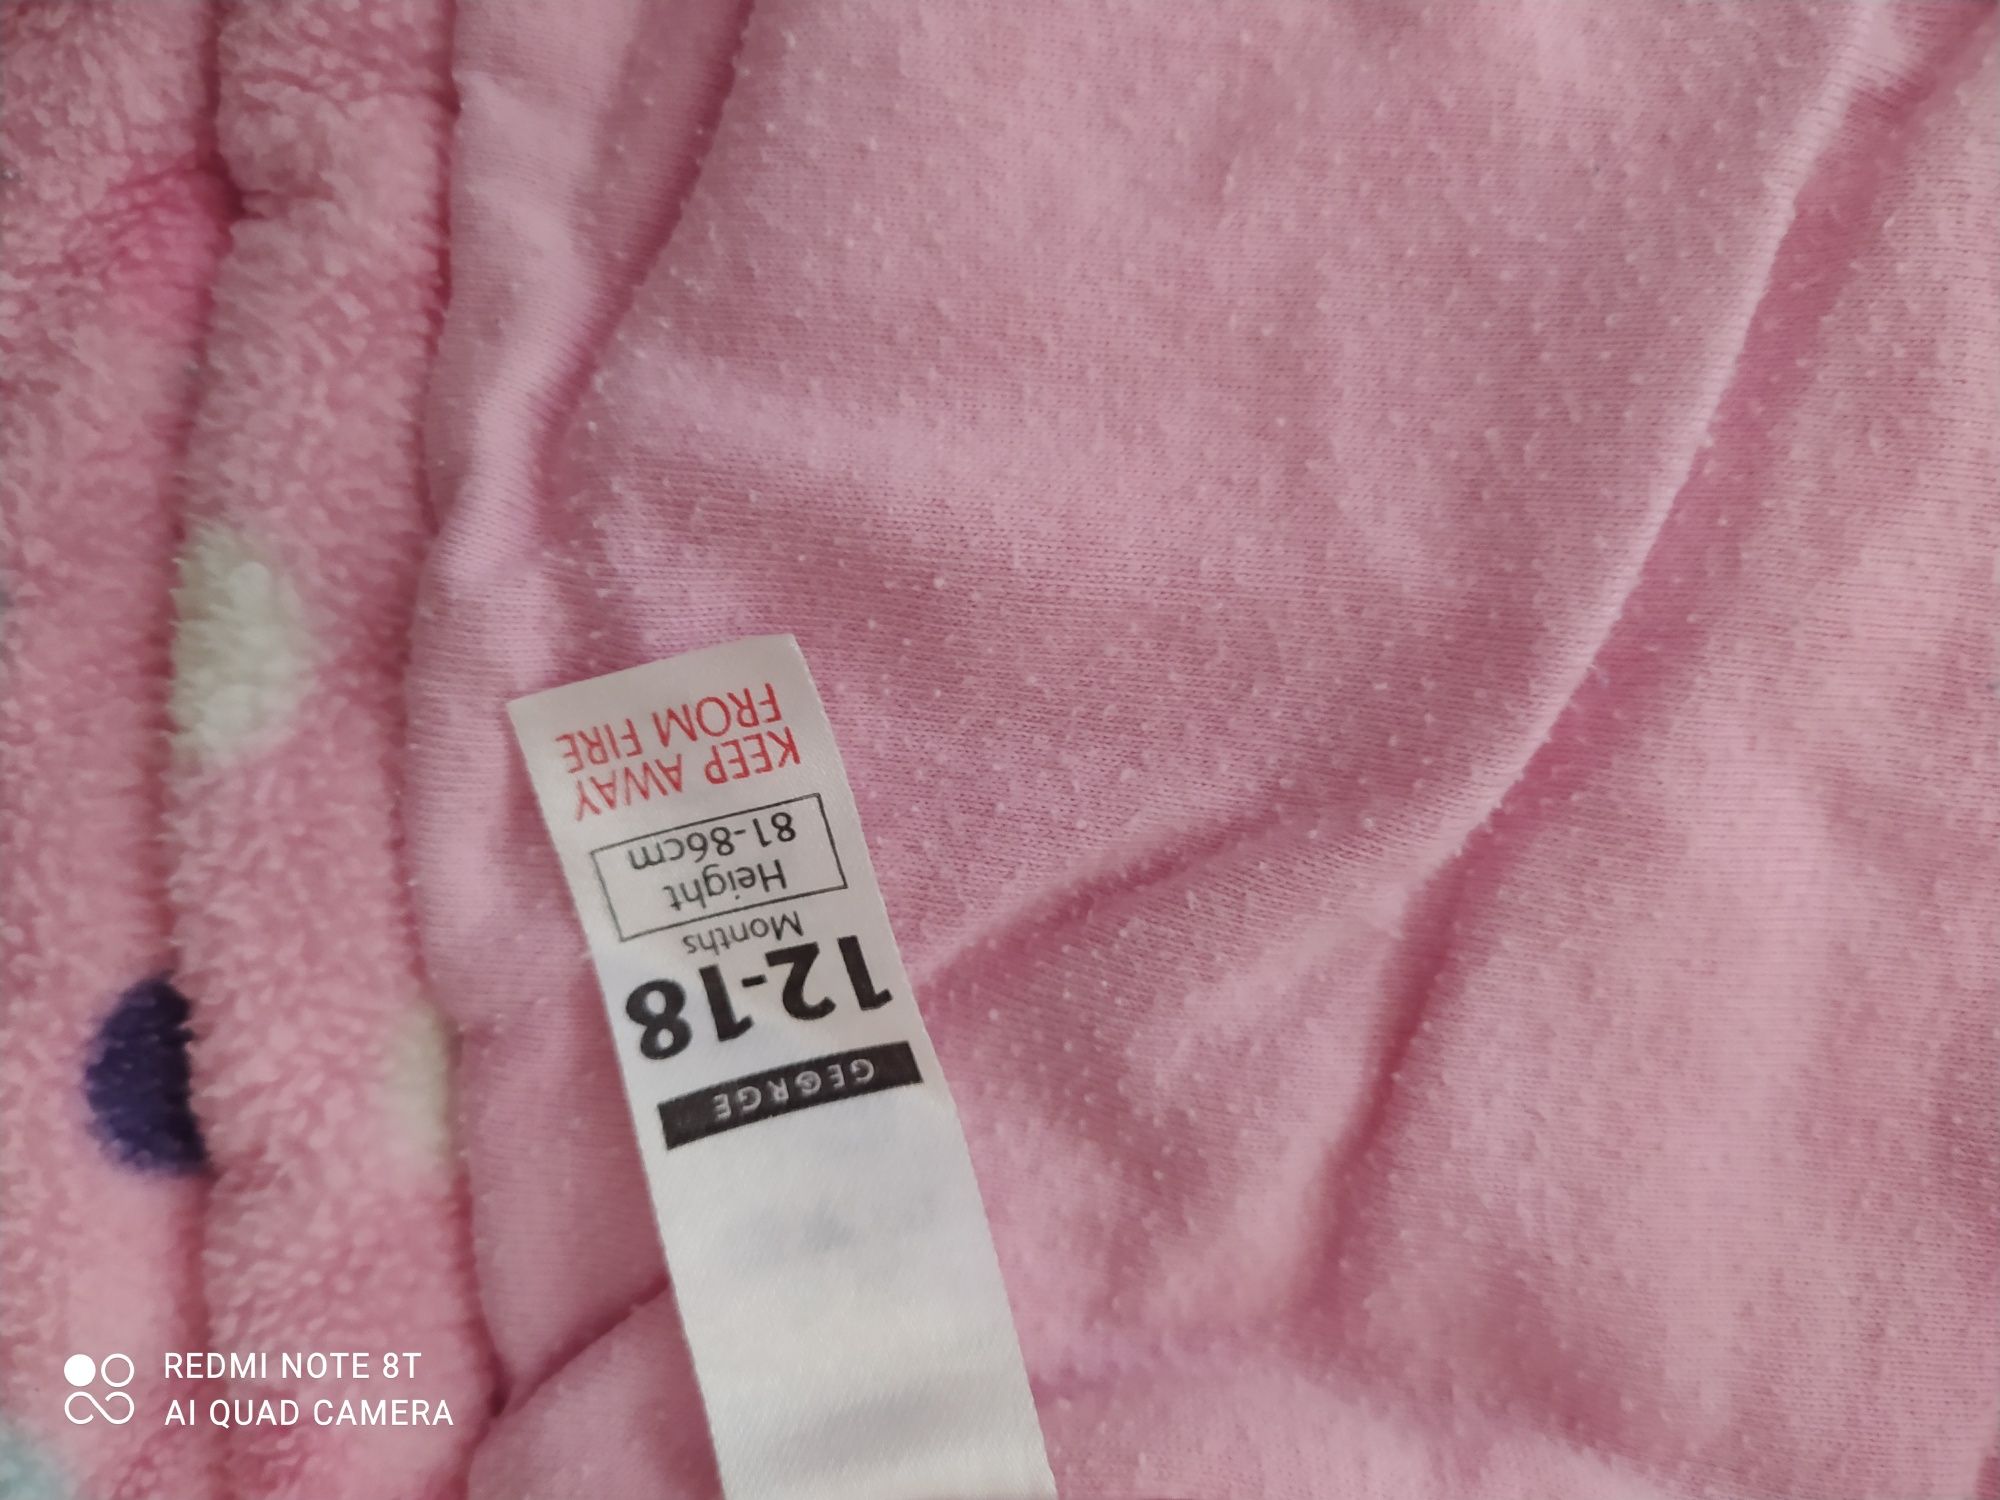 GEORGE
12-18
Months
Height
81-86cm
KEEP AWAY
FROM FIRE
REDMI NOTE 8T
AI QUAD CAMERA